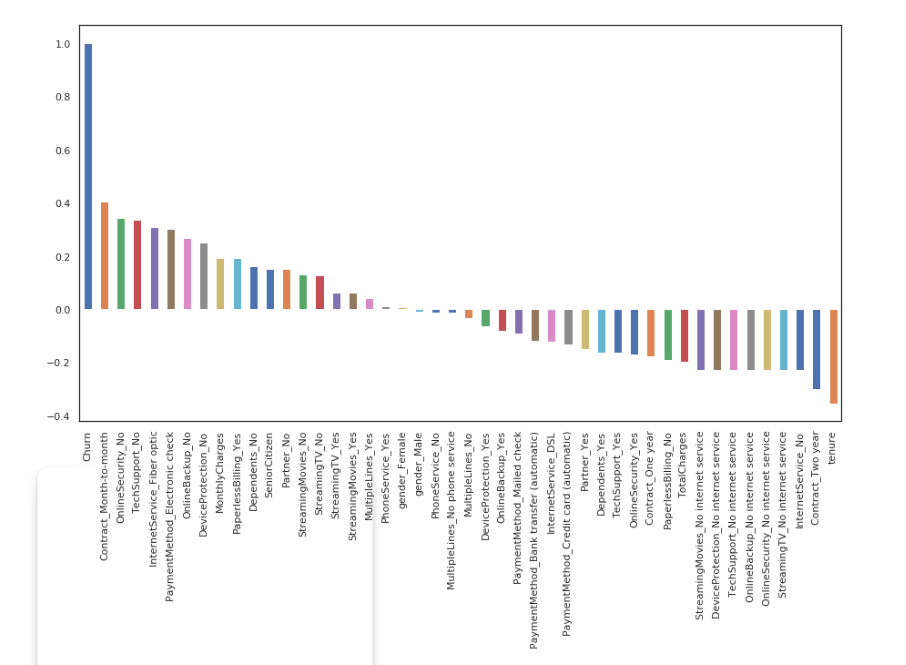 1.0
0.8
0.6
0.4
0.2
0.0
−0.2
−0.4
Churn
Contract_Month-to-month
OnlineSecurity_No
TechSupport_No
InternetService_Fiber optic
PaymentMethod_Electronic check
OnlineBackup_No
DeviceProtection_No
MonthlyCharges
PaperlessBilling_Yes
Dependents_No
SeniorCitizen
Partner_No
StreamingMovies_No
StreamingTV_No
StreamingTV_Yes
StreamingMovies_Yes
MultipleLines_Yes
PhoneService_Yes
gender_Female
gender_Male
PhoneService_No
MultipleLines_No phone service
MultipleLines_No
DeviceProtection_Yes
OnlineBackup_Yes
PaymentMethod_Mailed check
PaymentMethod_Bank transfer (automatic)
InternetService_DSL
PaymentMethod_Credit card (automatic)
Partner_Yes
Dependents_Yes
TechSupport_Yes
OnlineSecurity_Yes
Contract_One year
PaperlessBilling_No
TotalCharges
StreamingMovies_No internet service
DeviceProtection_No internet service
TechSupport_No internet service
OnlineBackup_No internet service
OnlineSecurity_No internet service
StreamingTV_No internet service
InternetService_No
Contract_Two year
tenure